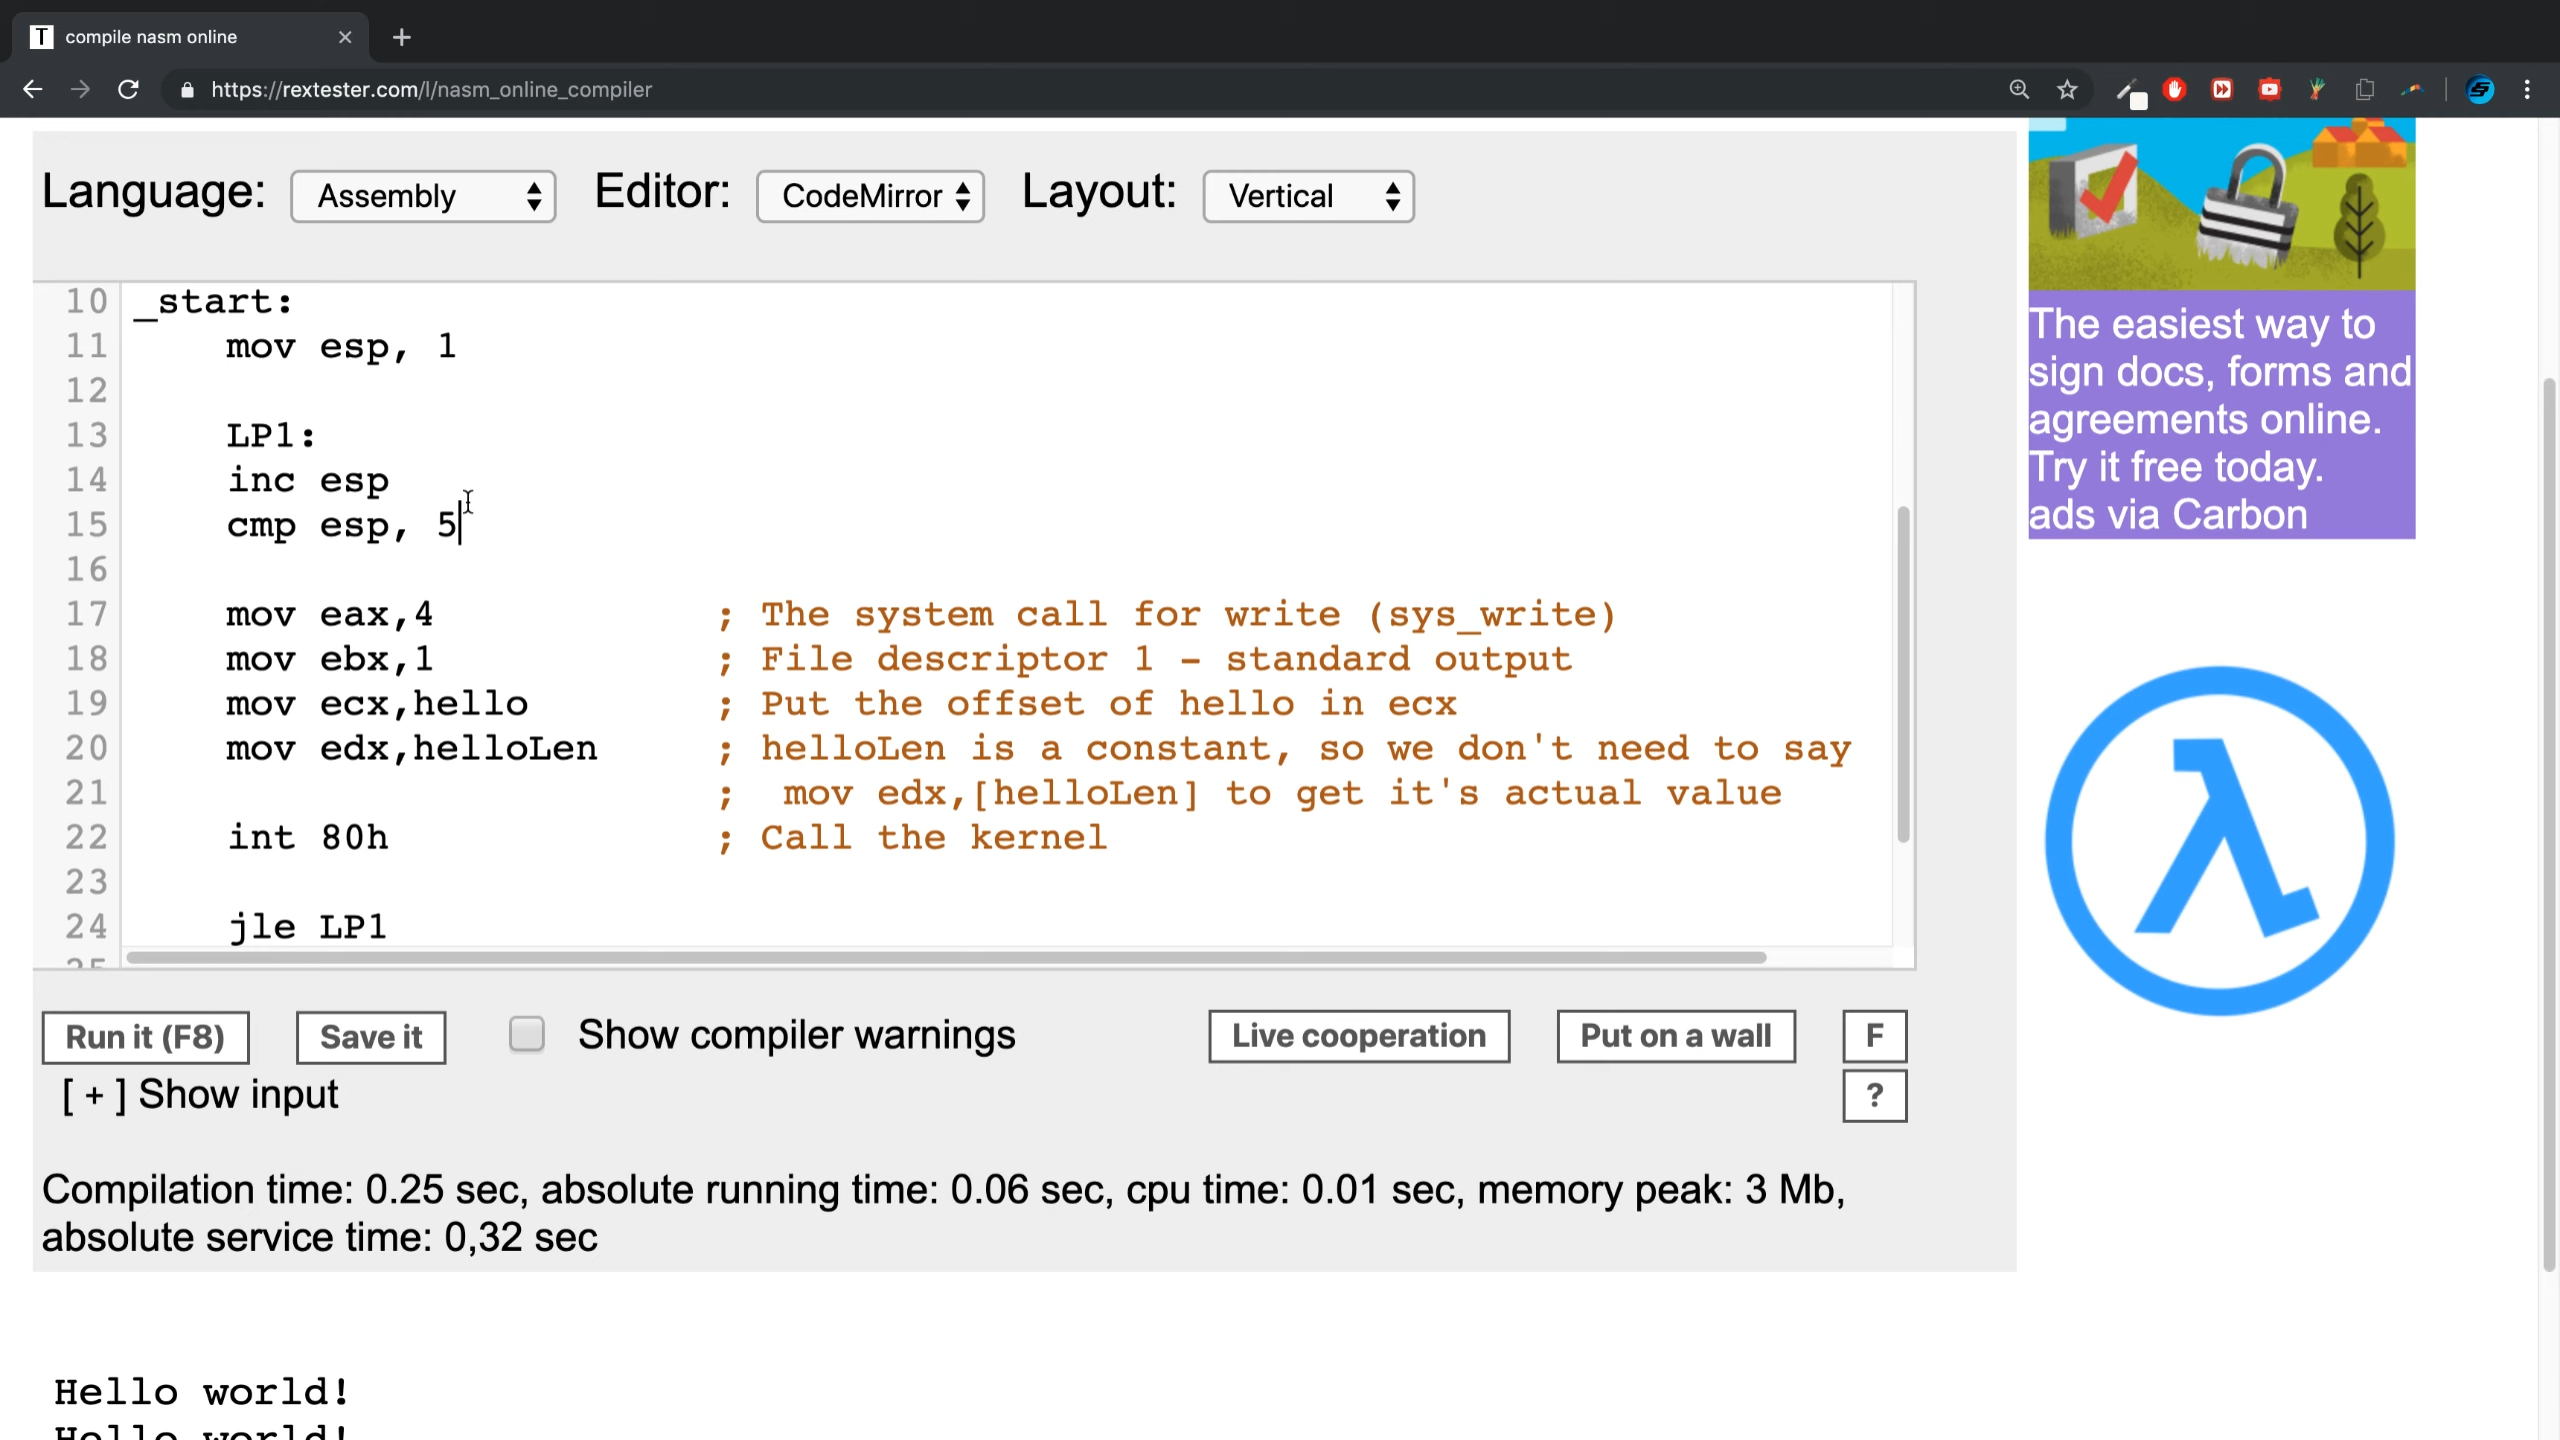 T compile nasm online
https://rextester.com/l/nasm_online_compiler
Language: Assembly Editor: CodeMirror Layout: Vertical
10 _start:
11 mov esp, 1
12
13 LP1:
14 inc esp
15 cmp esp, 5
16
17 mov eax,4 ; The system call for write (sys_write)
18 mov ebx,1 ; File descriptor 1 - standard output
19 mov ecx,hello ; Put the offset of hello in ecx
20 mov edx,helloLen ; helloLen is a constant, so we don't need to say
21 ; mov edx,[helloLen] to get it's actual value
22 int 80h ; Call the kernel
23
24 jle LP1
25
The easiest way to
sign docs, forms and
agreements online.
Try it free today.
ads via Carbon
Run it (F8) Save it Show compiler warnings Live cooperation Put on a wall F
[ + ] Show input ?
Compilation time: 0.25 sec, absolute running time: 0.06 sec, cpu time: 0.01 sec, memory peak: 3 Mb,
absolute service time: 0,32 sec
Hello world!
Hello world!